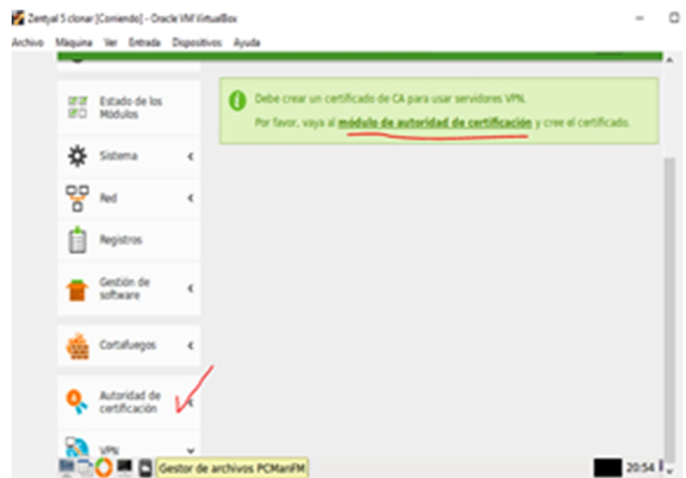 Zentyal 5 clonar [Corriendo] - Oracle VM VirtualBox
Archivo Máquina Ver Entrada Dispositivos Ayuda
Debe crear un certificado de CA para usar servidores VPN.
Por favor, vaya al módulo de autoridad de certificación y cree el certificado.
Estado de los
Módulos
Sistema
Red
Registros
Gestión de
software
Cortafuegos
Autoridad de
certificación
VPN
Gestor de archivos PCManFM
20:54